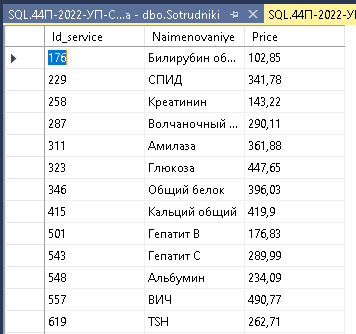 SQL.44П-2022-УП-С...a - dbo.Sotrudniki SQL.44П-2022-У
Id_service Naimenovaniye Price
176 Билирубин об... 102,85
229 СПИД 341,78
258 Креатинин 143,22
287 Волчаночный ... 290,11
311 Амилаза 361,88
323 Глюкоза 447,65
346 Общий белок 396,03
415 Кальций общий 419,9
501 Гепатит B 176,83
543 Гепатит C 289,99
548 Альбумин 234,09
557 ВИЧ 490,77
619 TSH 262,71